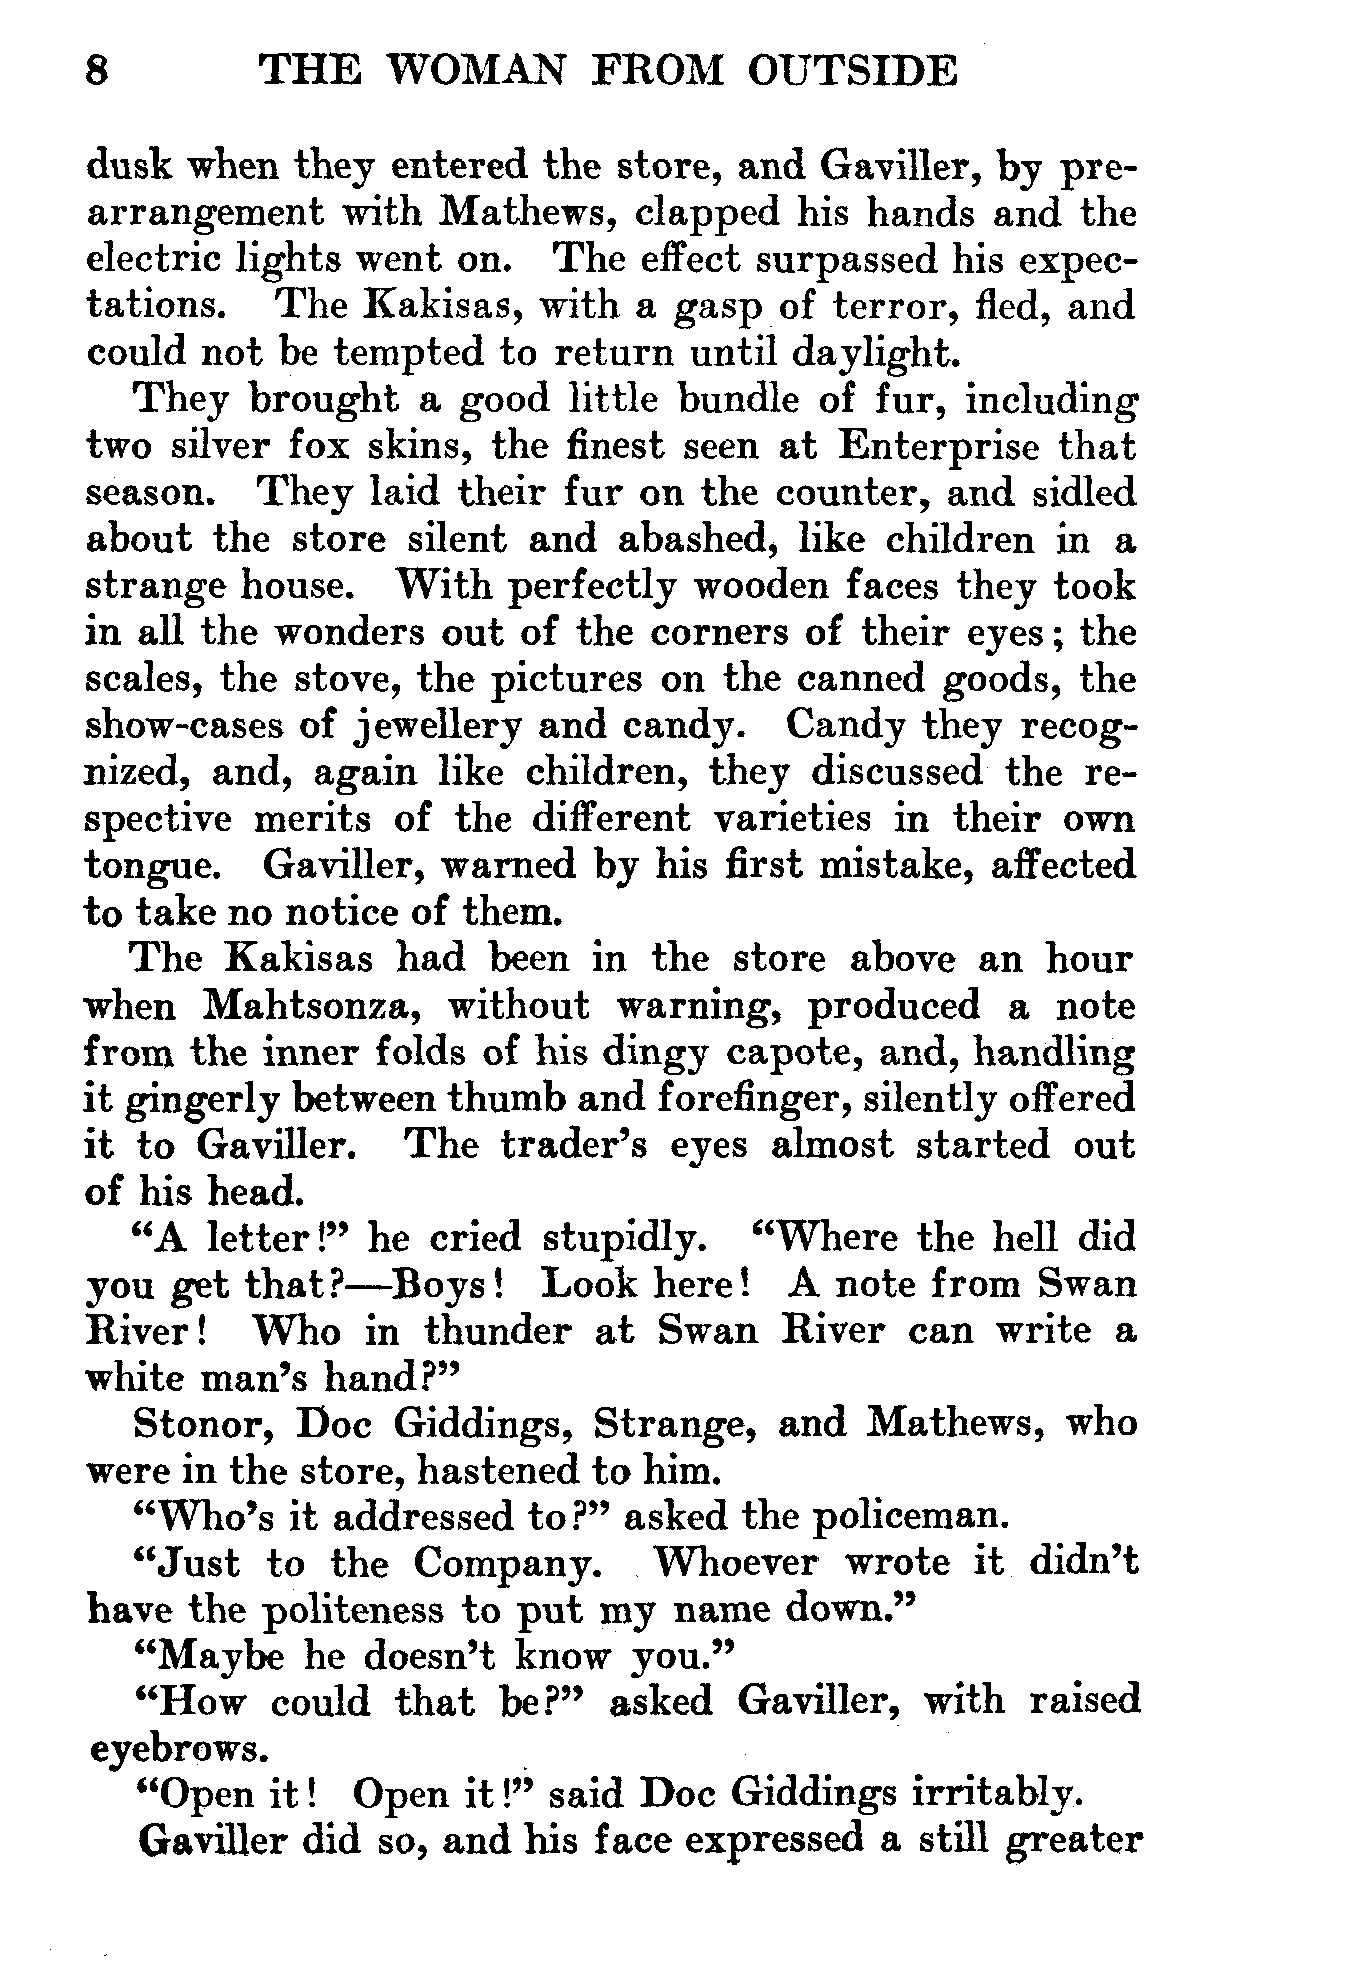 8 THE WOMAN FROM OUTSIDE
dusk when they entered the store, and Gaviller, by pre-
arrangement with Mathews, clapped his hands and the
electric lights went on. The effect surpassed his expec-
tations. The Kakisas, with a gasp of terror, fled, and
could not be tempted to return until daylight.
They brought a good little bundle of fur, including
two silver fox skins, the finest seen at Enterprise that
season. They laid their fur on the counter, and sidled
about the store silent and abashed, like children in a
strange house. With perfectly wooden faces they took
in all the wonders out of the corners of their eyes; the
scales, the stove, the pictures on the canned goods, the
show-cases of jewellery and candy. Candy they recog-
nized, and, again like children, they discussed the re-
spective merits of the different varieties in their own
tongue. Gaviller, warned by his first mistake, affected
to take no notice of them.
The Kakisas had been in the store above an hour
when Mahtsonza, without warning, produced a note
from the inner folds of his dingy capote, and, handling
it gingerly between thumb and forefinger, silently offered
it to Gaviller. The trader's eyes almost started out
of his head.
"A letter!" he cried stupidly. "Where the hell did
you get that?—Boys! Look here! A note from Swan
River! Who in thunder at Swan River can write a
white man's hand?"
Stonor, Doc Giddings, Strange, and Mathews, who
were in the store, hastened to him.
"Who's it addressed to?" asked the policeman.
"Just to the Company. Whoever wrote it didn't
have the politeness to put my name down."
"Maybe he doesn't know you."
"How could that be?" asked Gaviller, with raised
eyebrows.
"Open it! Open it!" said Doc Giddings irritably.
Gaviller did so, and his face expressed a still greater